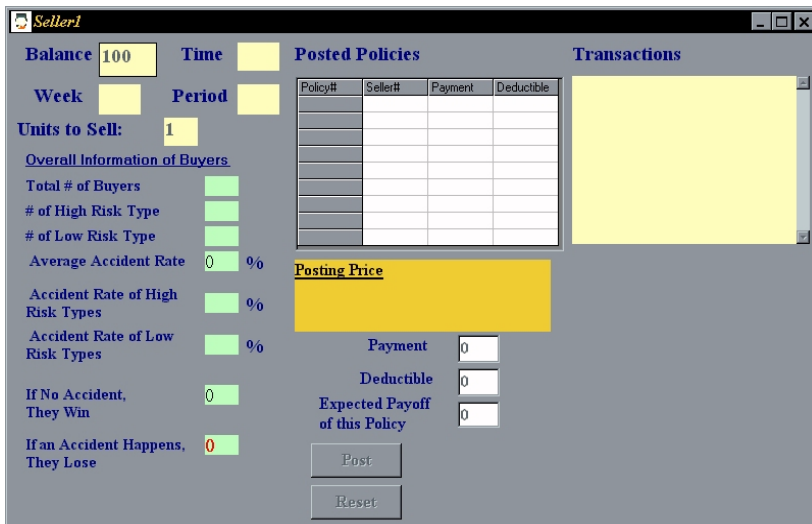 Seller1
Balance 100 Time
Week Period
Units to Sell: 1
Overall Information of Buyers
Total # of Buyers
# of High Risk Type
# of Low Risk Type
Average Accident Rate 0 %
Accident Rate of High
Risk Types %
Accident Rate of Low
Risk Types %
If No Accident, 0
They Win
If an Accident Happens, 0
They Lose
Posted Policies
Policy# Seller# Payment Deductible
Posting Price
Payment 0
Deductible 0
Expected Payoff
of this Policy 0
Post
Reset
Transactions